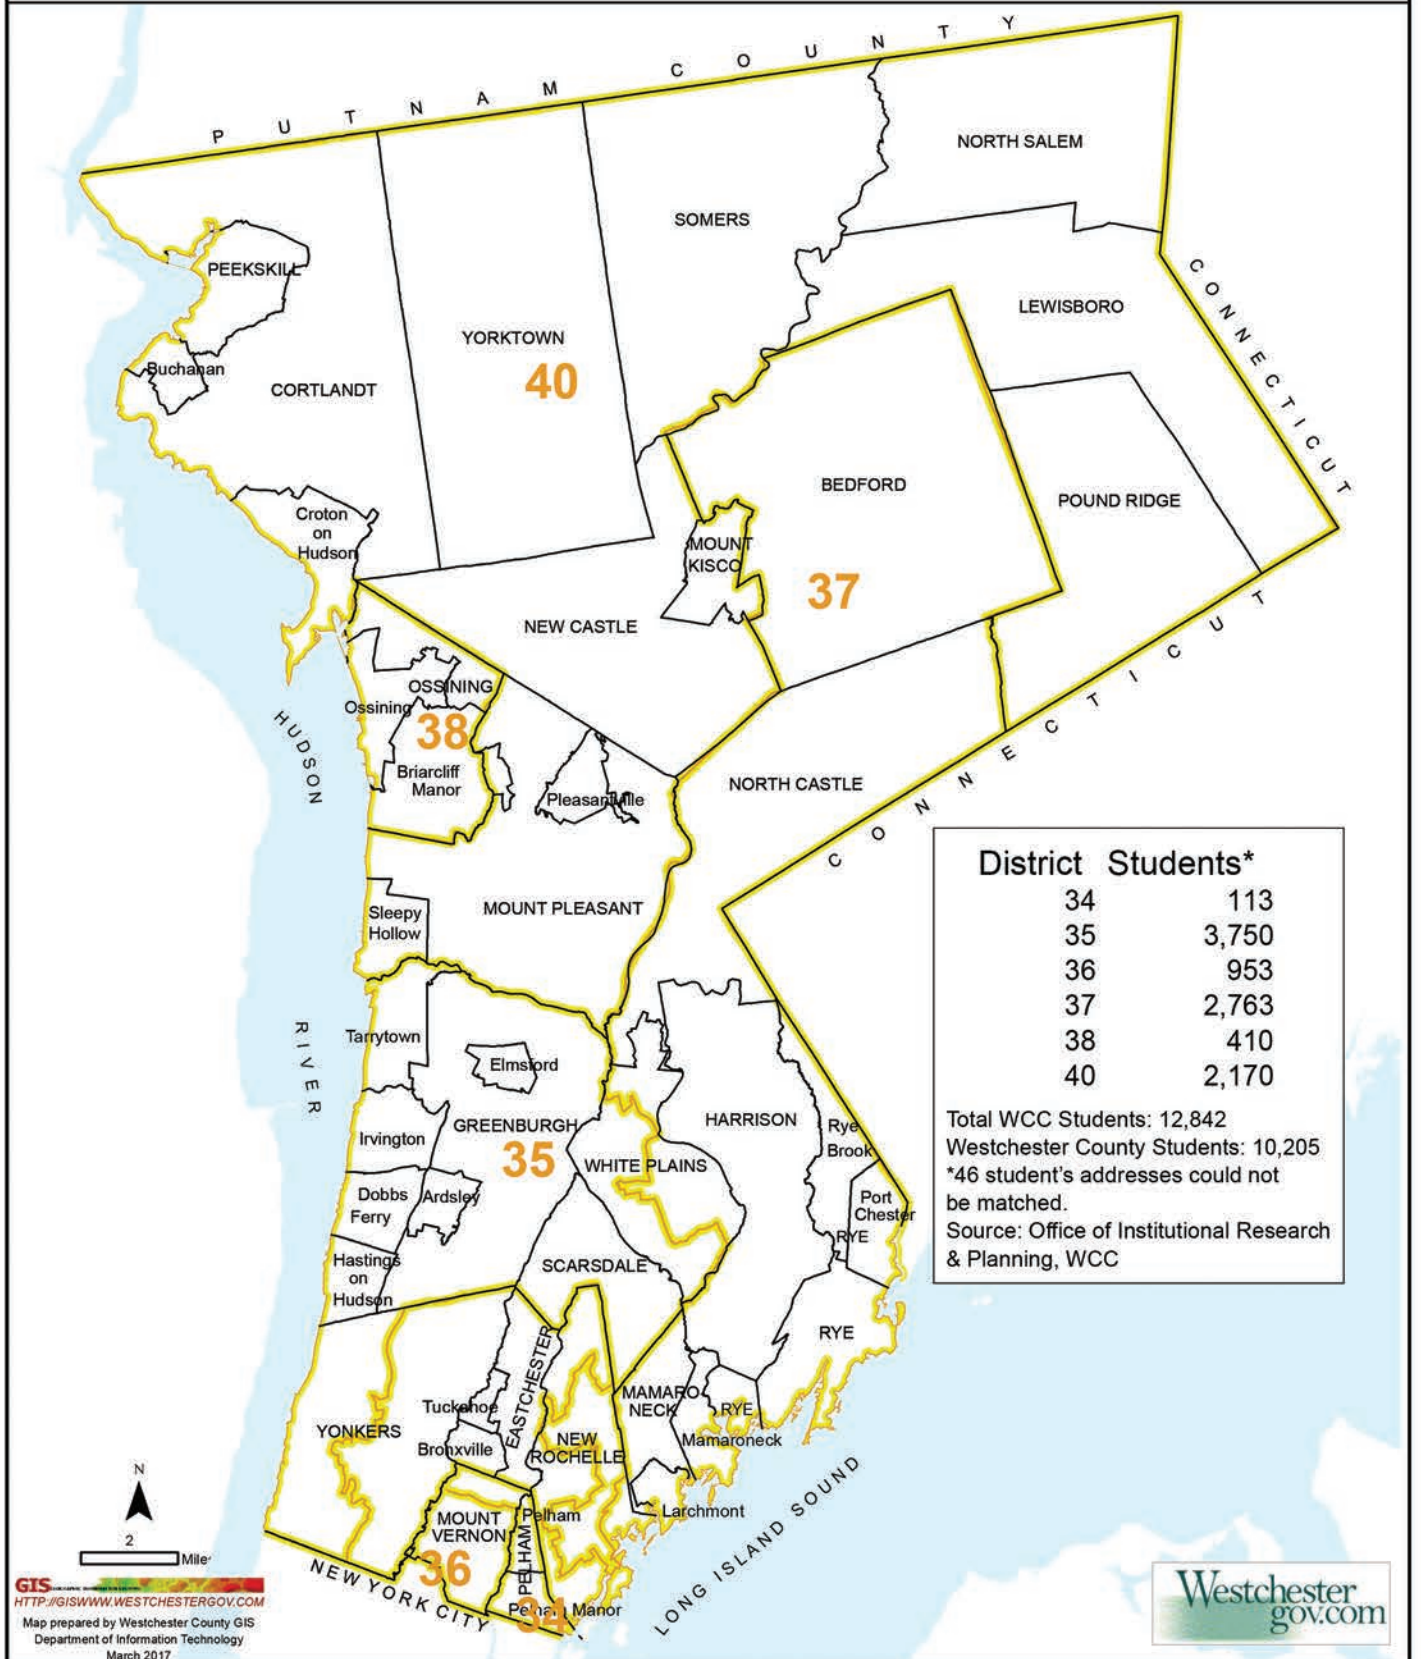 PUTNAM COUNTY
NORTH SALEM
SOMERS
PEEKSKILL
CONNECTICUT
LEWISBORO
YORKTOWN
Buchanan
40
CORTLANDT
BEDFORD
POUND RIDGE
Croton
on
Hudson
MOUNT
KISCO
37
NEW CASTLE
CONNECTICUT
OSSINING
Ossining
38
HUDSON
Briarcliff
Manor
Pleasantville
NORTH CASTLE
MOUNT PLEASANT
Sleepy
Hollow
District Students*
34 113
35 3,750
36 953
37 2,763
38 410
40 2,170
Total WCC Students: 12,842
Westchester County Students: 10,205
*46 student's addresses could not
be matched.
Source: Office of Institutional Research
& Planning, WCC
RIVER
Tarrytown
Elmsford
GREENBURGH
HARRISON
Rye
Brook
Irvington
35
WHITE PLAINS
Dobbs
Ferry
Ardsley
Port
Chester
RYE
Hastings
on
Hudson
SCARSDALE
RYE
EASTCHESTER
MAMARO
NECK
RYE
Tuckahoe
YONKERS
Bronxville
NEW
ROCHELLE
Mamaroneck
Larchmont
MOUNT
VERNON
Pelham
PELHAM
36
Pelham Manor
34
LONG ISLAND SOUND
NEW YORK CITY
N
2
Mile
GIS
HTTP://GISWWW.WESTCHESTERGOV.COM
Map prepared by Westchester County GIS
Department of Information Technology
March 2017
Westchester
gov.com